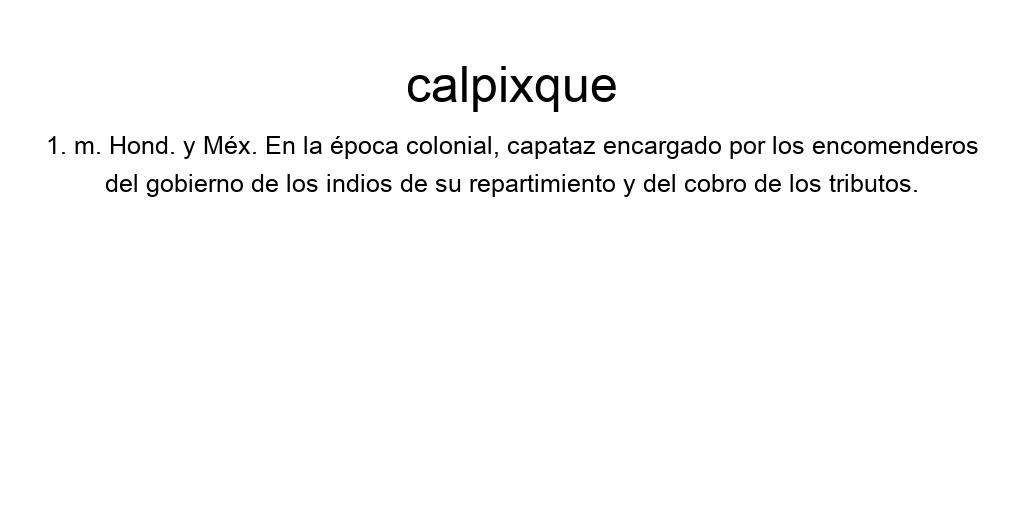 calpixque
1. m. Hond. y Méx. En la época colonial, capataz encargado por los encomenderos
del gobierno de los indios de su repartimiento y del cobro de los tributos.